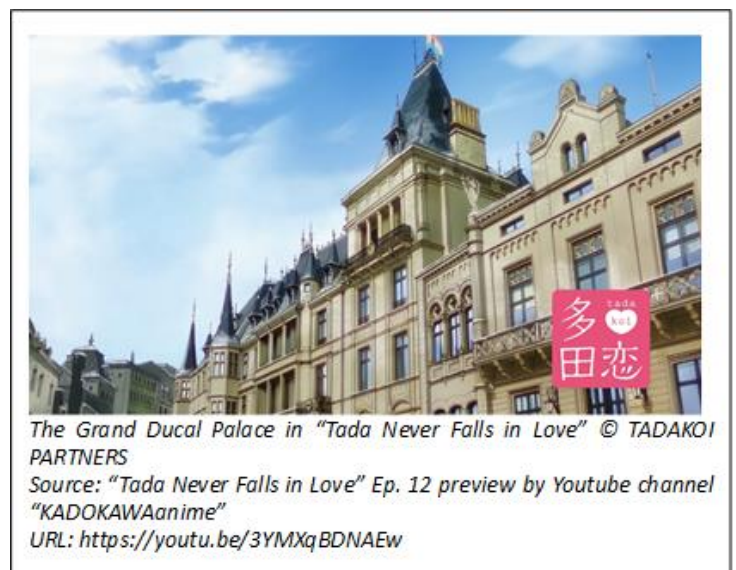 多田恋
tada
koi
The Grand Ducal Palace in “Tada Never Falls in Love” © TADAKOI
PARTNERS
Source: “Tada Never Falls in Love” Ep. 12 preview by Youtube channel
“KADOKAWAanime”
URL: https://youtu.be/3YMXqBDNAEw